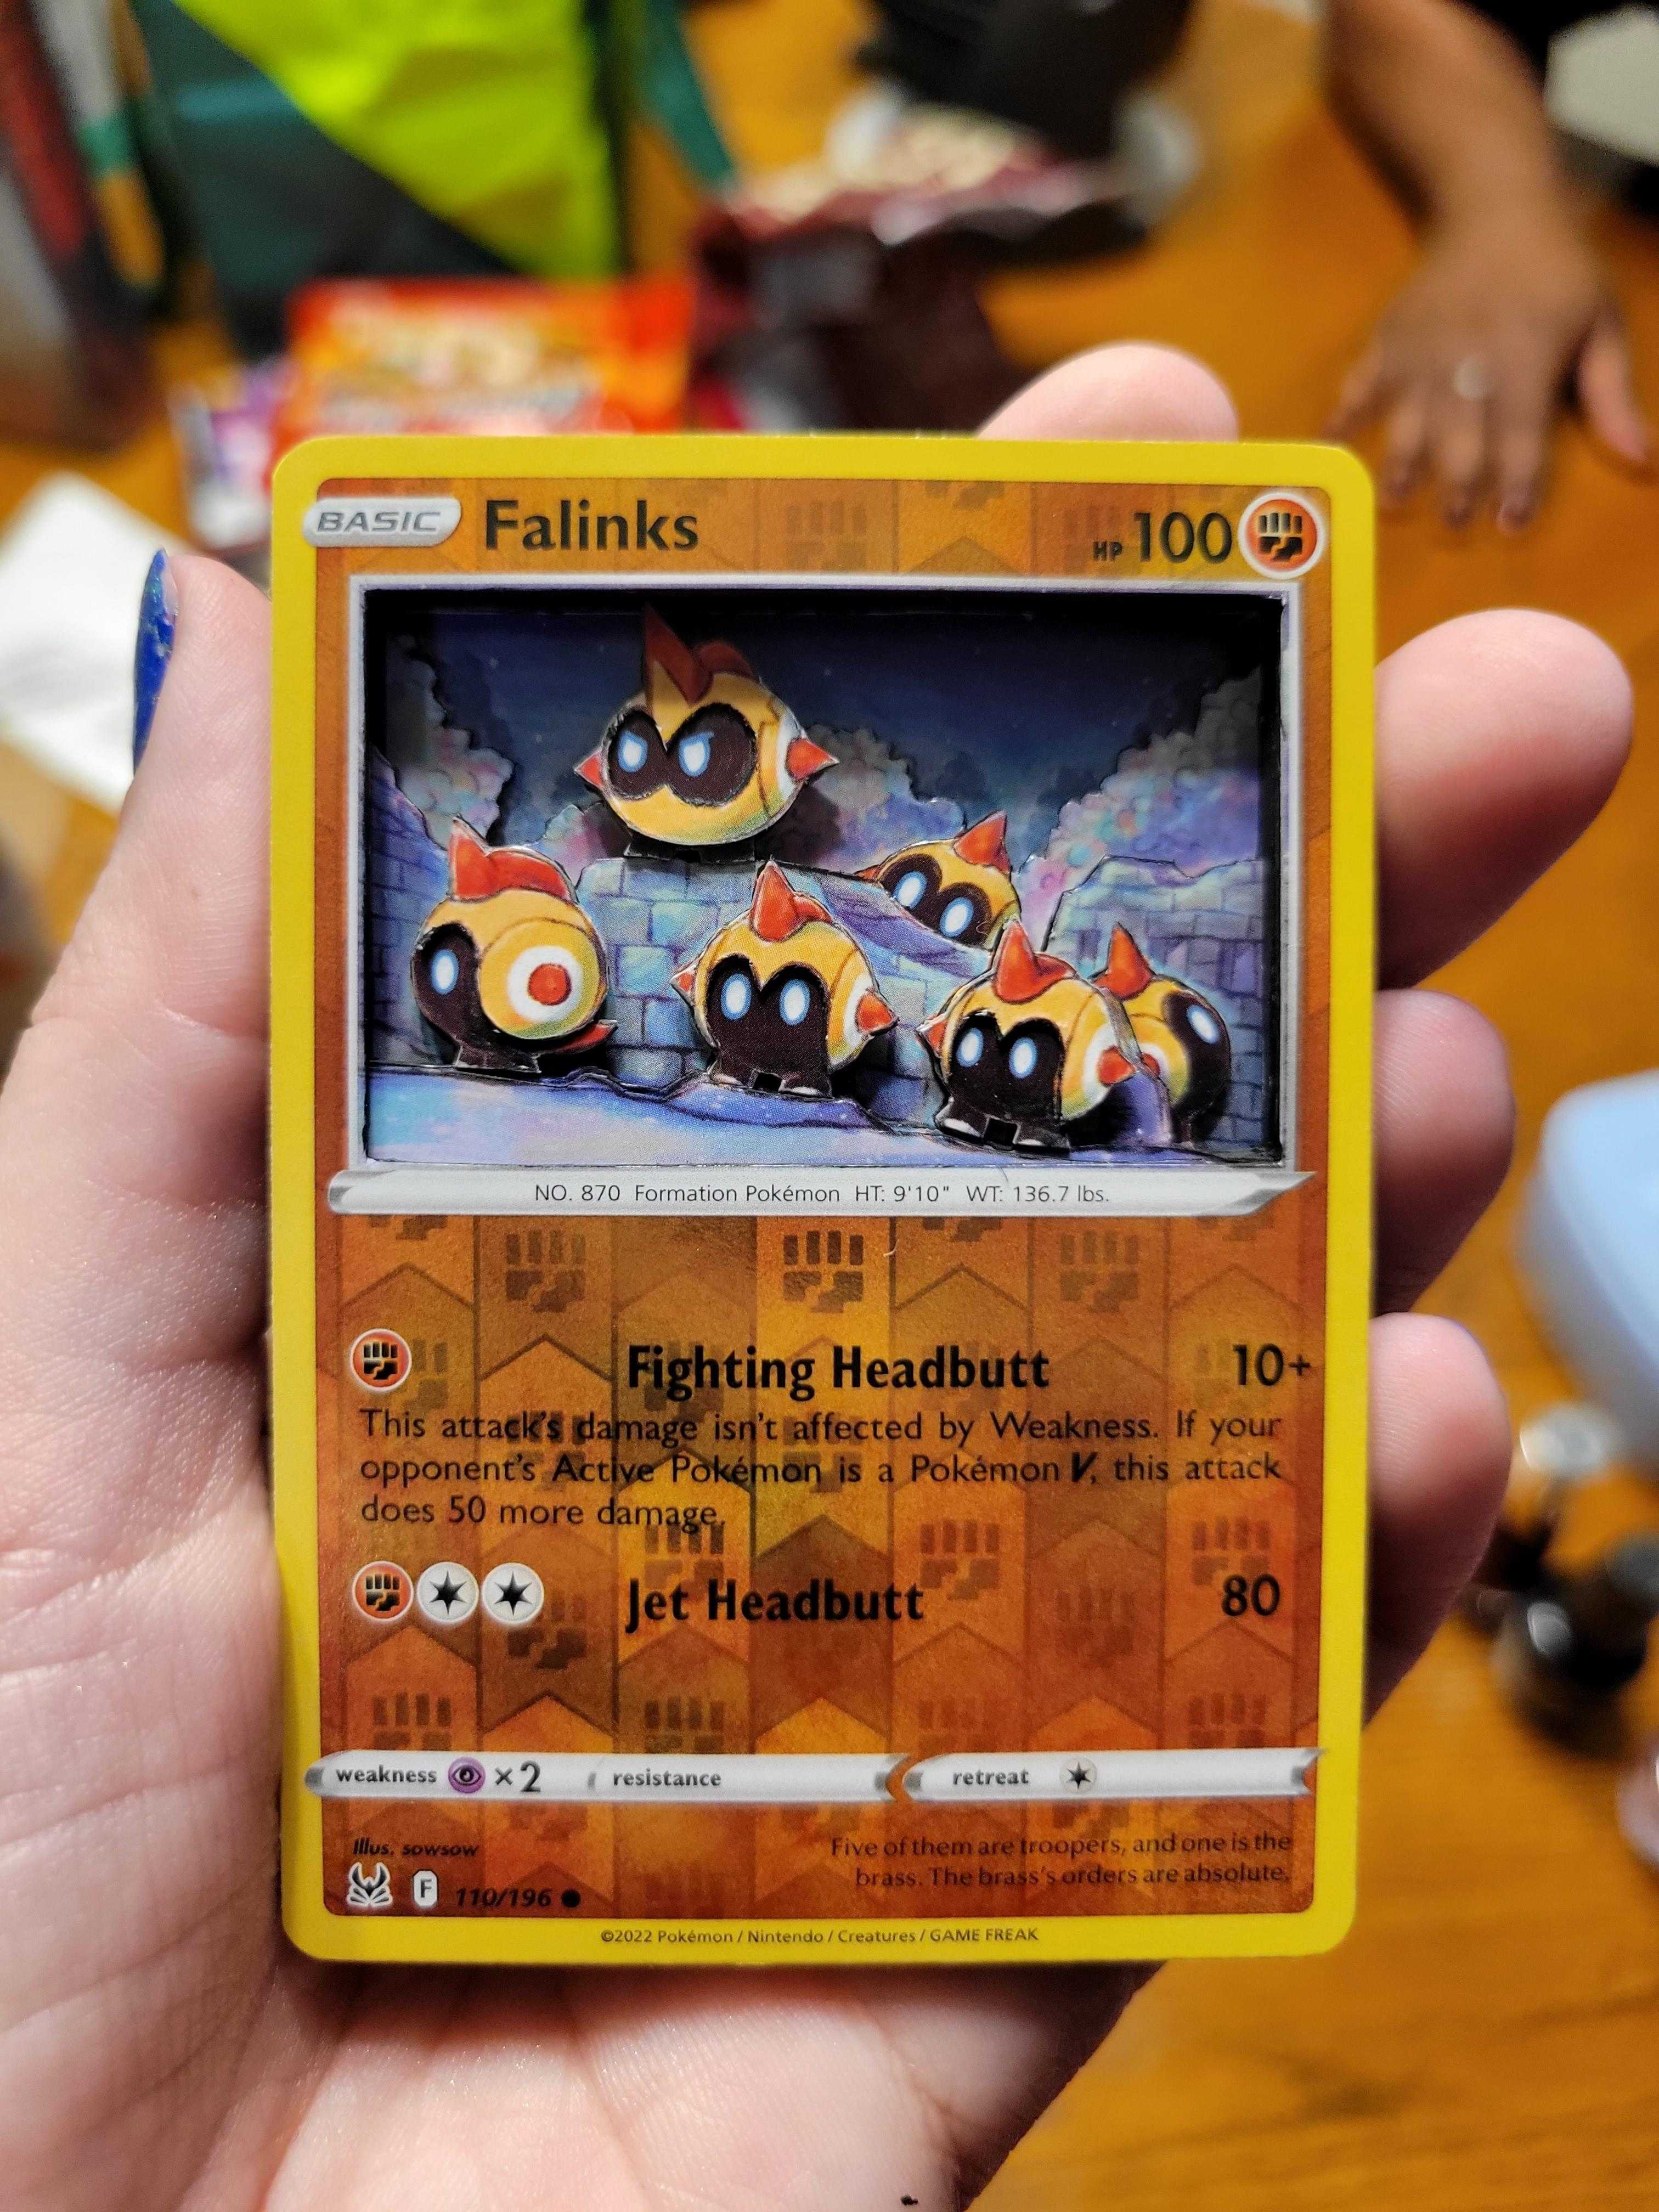 BASIC Falinks HP 100
NO. 870 Formation Pokémon HT: 9'10" WT: 136.7 lbs.
Fighting Headbutt 10+
This attack's damage isn't affected by Weakness. If your
opponent's Active Pokémon is a Pokémon V, this attack
does 50 more damage.
Jet Headbutt 80
weakness ×2 resistance retreat
Illus. sowsow
Five of them are troopers, and one is the
brass. The brass's orders are absolute.
F 110/196
©2022 Pokémon / Nintendo / Creatures / GAME FREAK